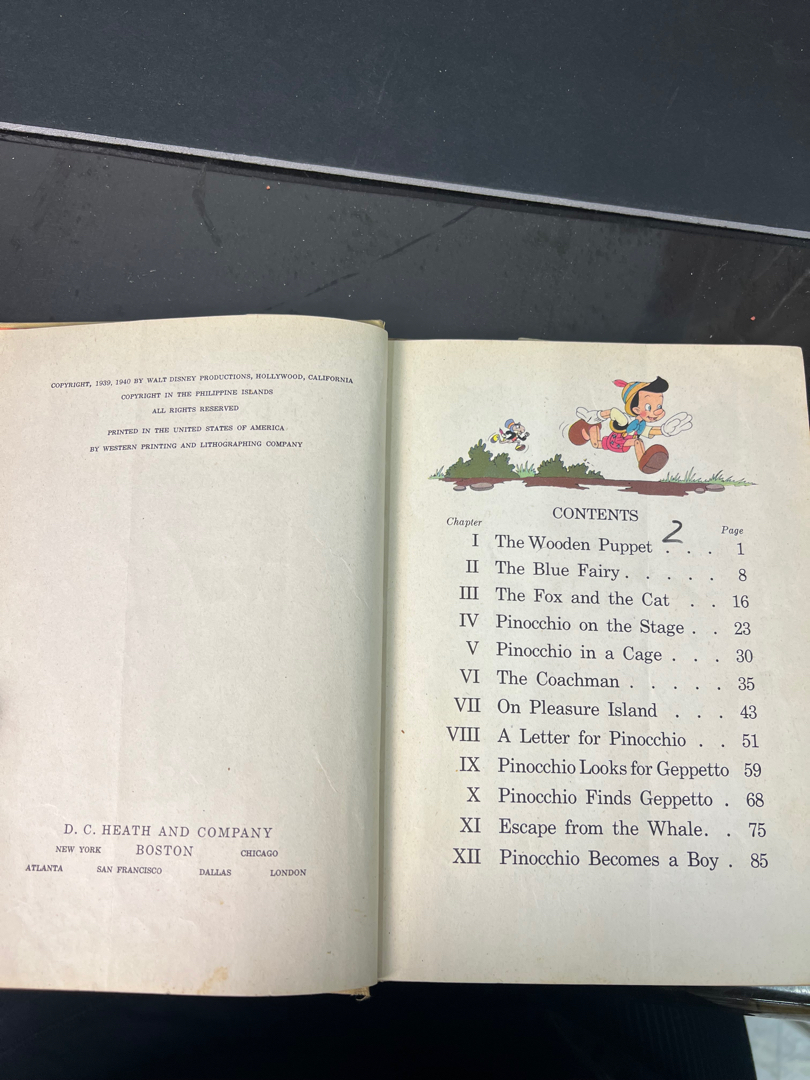 COPYRIGHT, 1939, 1940 BY WALT DISNEY PRODUCTIONS, HOLLYWOOD, CALIFORNIA
COPYRIGHT IN THE PHILIPPINE ISLANDS
ALL RIGHTS RESERVED
PRINTED IN THE UNITED STATES OF AMERICA
BY WESTERN PRINTING AND LITHOGRAPHING COMPANY
D. C. HEATH AND COMPANY
NEW YORK BOSTON CHICAGO
ATLANTA SAN FRANCISCO DALLAS LONDON
CONTENTS
2
Chapter Page
I The Wooden Puppet . . . 1
II The Blue Fairy . . . . . 8
III The Fox and the Cat . . 16
IV Pinocchio on the Stage . . 23
V Pinocchio in a Cage . . . 30
VI The Coachman . . . . . 35
VII On Pleasure Island . . . 43
VIII A Letter for Pinocchio . . 51
IX Pinocchio Looks for Geppetto 59
X Pinocchio Finds Geppetto . 68
XI Escape from the Whale. . 75
XII Pinocchio Becomes a Boy . 85